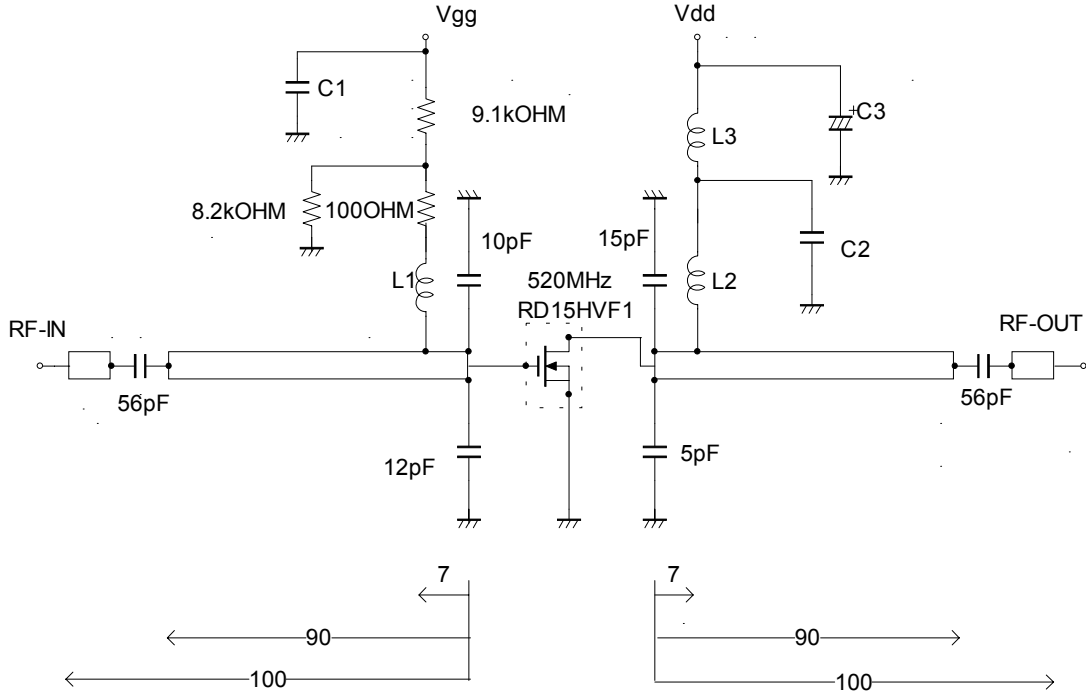 Vgg
Vdd
C1
9.1kOHM
L3
+C3
8.2kOHM
100OHM
10pF
15pF
C2
L1
520MHz
L2
RD15HVF1
RF-IN
RF-OUT
56pF
56pF
12pF
5pF
7
7
90
90
100
100